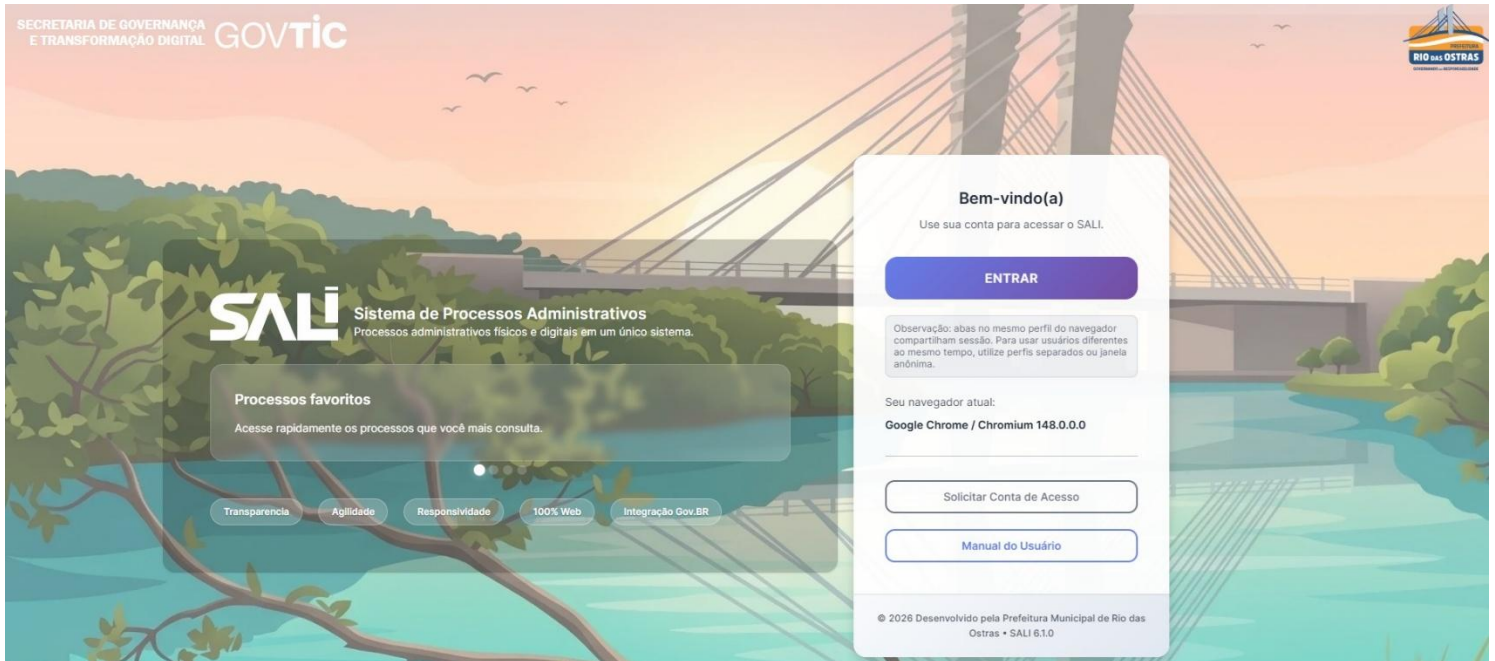 SECRETARIA DE GOVERNANÇA
E TRANSFORMAÇÃO DIGITAL
GOVTIC
PREFEITURA
RIO DAS OSTRAS
SALI
Sistema de Processos Administrativos
Processos administrativos físicos e digitais em um único sistema.
Processos favoritos
Acesse rapidamente os processos que você mais consulta.
Transparencia
Agilidade
Responsividade
100% Web
Integração Gov.BR
Bem-vindo(a)
Use sua conta para acessar o SALI.
ENTRAR
Observação: abas no mesmo perfil do navegador
compartilham sessão. Para usar usuários diferentes
ao mesmo tempo, utilize perfis separados ou janela
anônima.
Seu navegador atual:
Google Chrome / Chromium 148.0.0.0
Solicitar Conta de Acesso
Manual do Usuário
© 2026 Desenvolvido pela Prefeitura Municipal de Rio das
Ostras • SALI 6.1.0